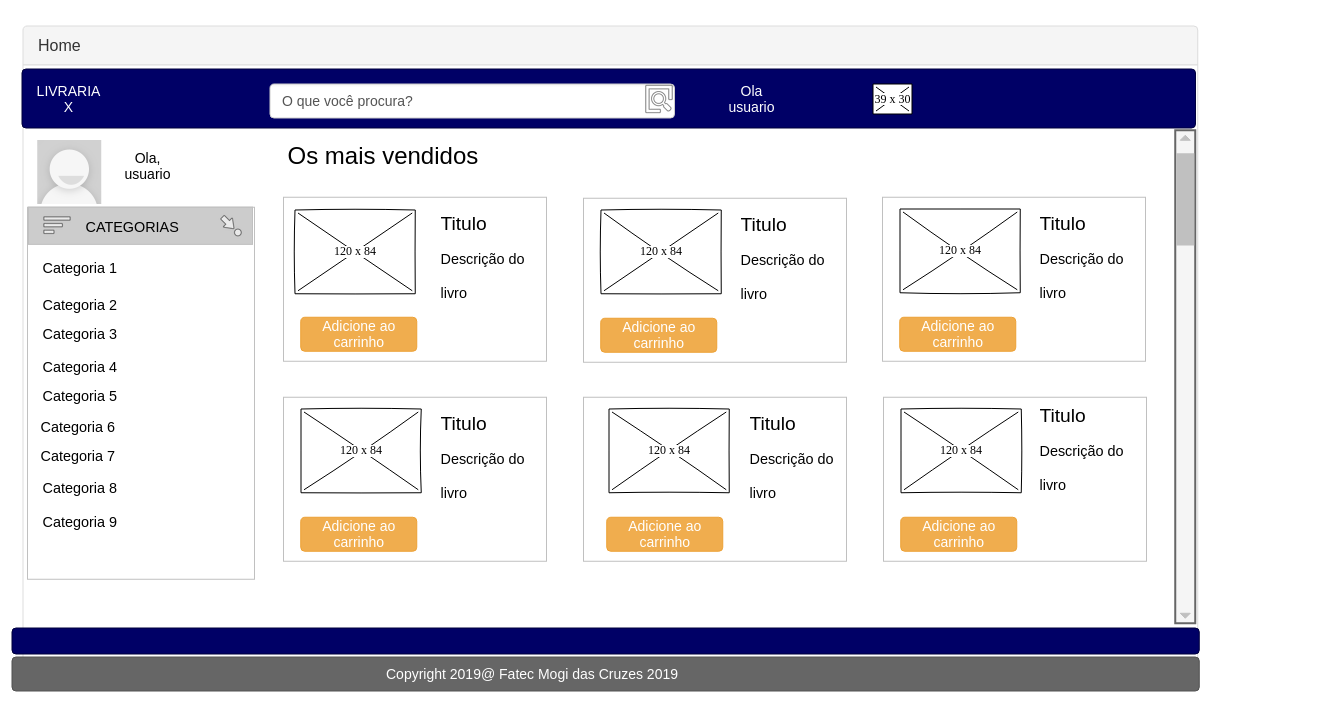 Home
LIVRARIA
X
O que você procura?
Ola
usuario
39 x 30
Ola,
usuario
CATEGORIAS
Categoria 1
Categoria 2
Categoria 3
Categoria 4
Categoria 5
Categoria 6
Categoria 7
Categoria 8
Categoria 9
Os mais vendidos
120 x 84
Titulo
Descrição do
livro
Adicione ao
carrinho
120 x 84
Titulo
Descrição do
livro
Adicione ao
carrinho
120 x 84
Titulo
Descrição do
livro
Adicione ao
carrinho
120 x 84
Titulo
Descrição do
livro
Adicione ao
carrinho
120 x 84
Titulo
Descrição do
livro
Adicione ao
carrinho
120 x 84
Titulo
Descrição do
livro
Adicione ao
carrinho
Copyright 2019@ Fatec Mogi das Cruzes 2019